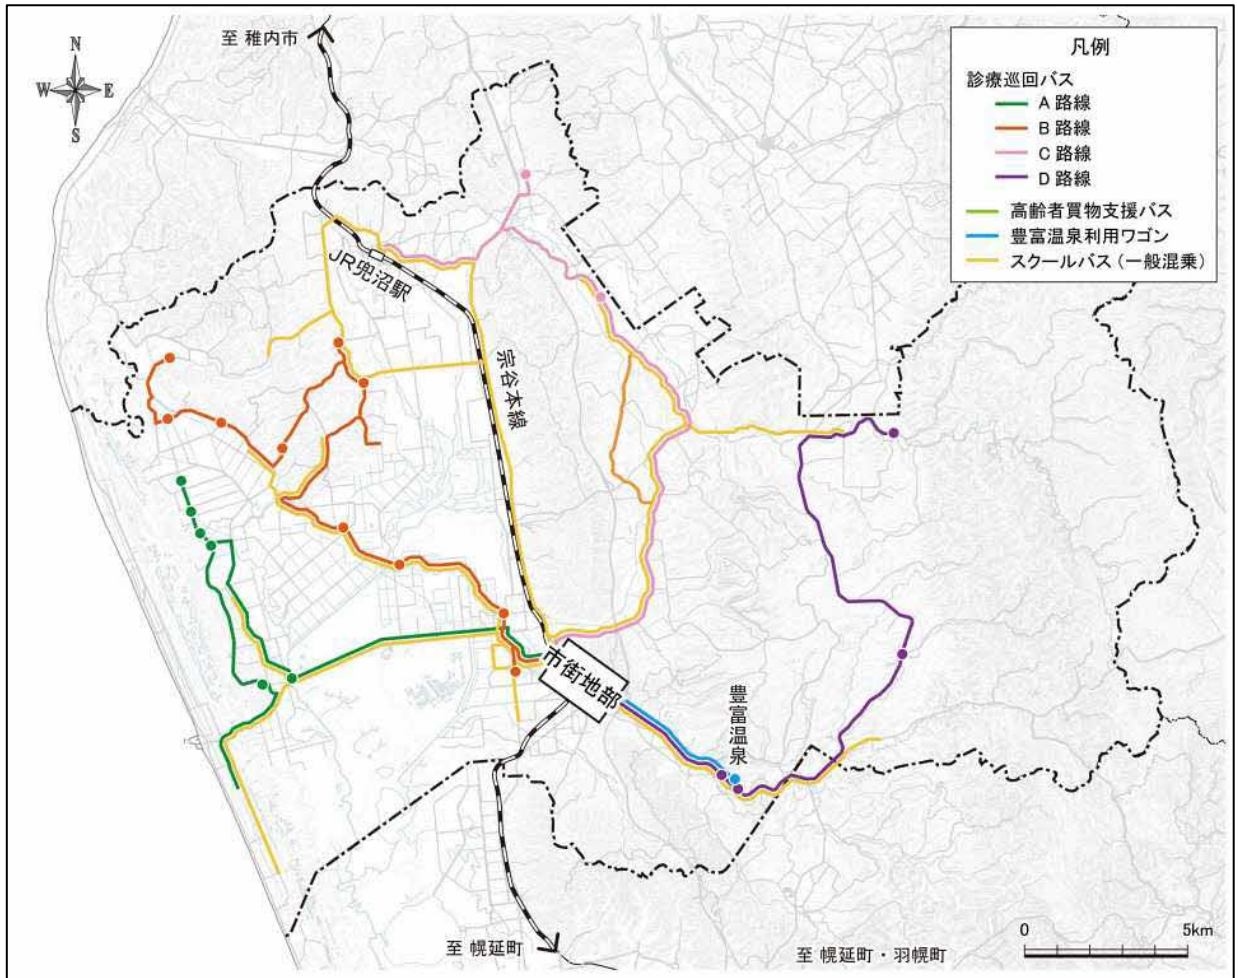 至 稚内市
N
W
E
S
凡例
診療巡回バス
A 路線
B 路線
C 路線
D 路線
高齢者買物支援バス
豊富温泉利用ワゴン
スクールバス（一般混乗）
JR兜沼駅
宗谷本線
市街地部
豊富温泉
至 幌延町
至 幌延町・羽幌町
0
5km